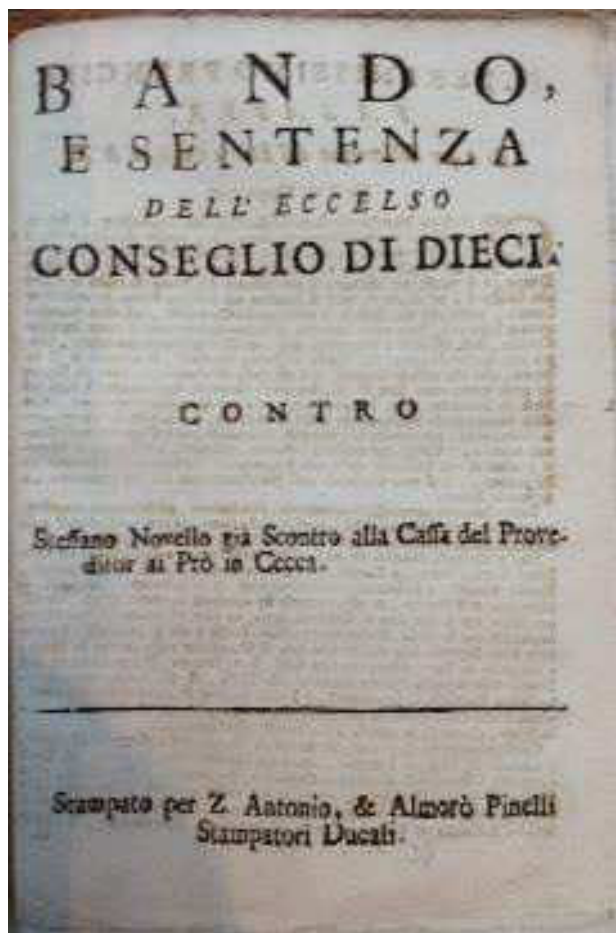 BANDO,
E SENTENZA
DELL' ECCELSO
CONSEGLIO DI DIECI.
CONTRO
Steffano Novello già Scontro alla Cassa del Prove-
ditor ai Prò in Cecca.
Stampato per Z. Antonio, & Almorò Pinelli
Stampatori Ducali.